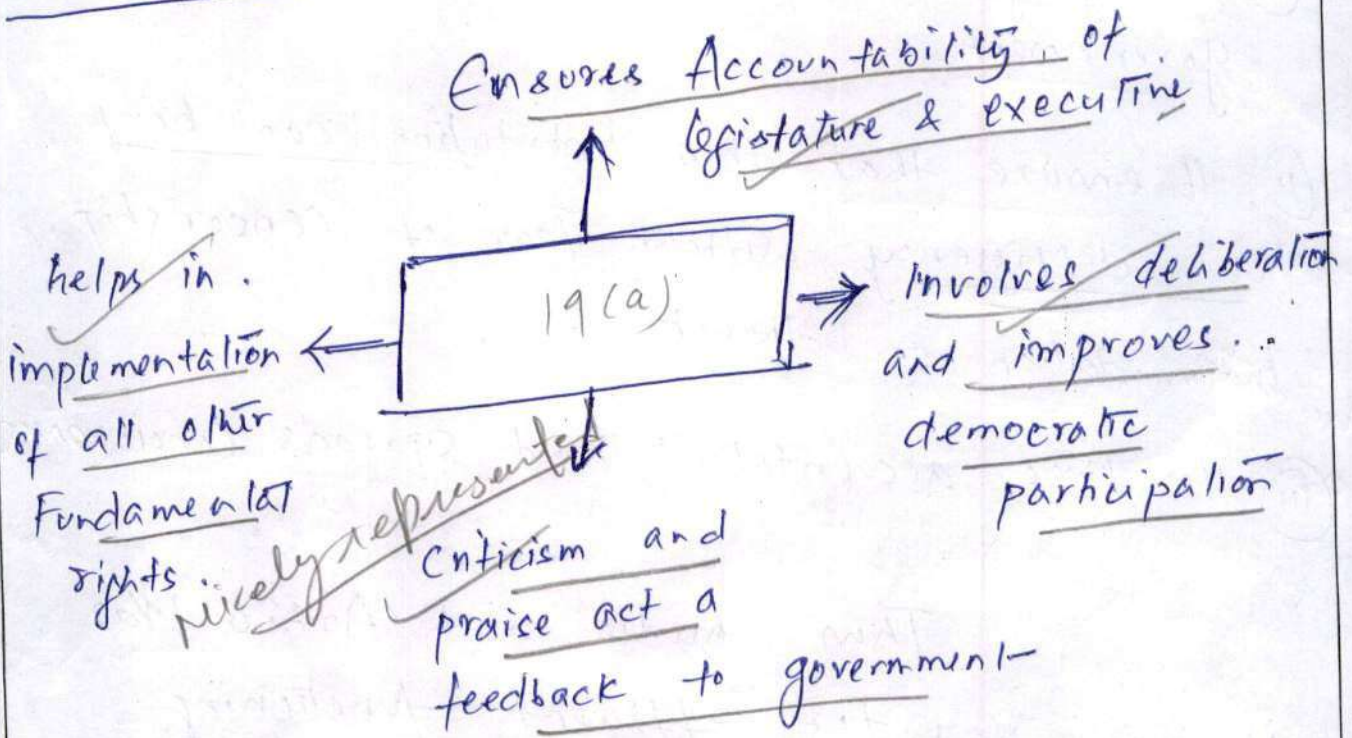 Ensures Accountability of
legistature & executive
helps in.
implementation
of all other
Fundamental
rights.
19(a)
Involves deliberation
and improves..
democratic
participation
Nicely represented
Criticism and
praise act a
feedback to government